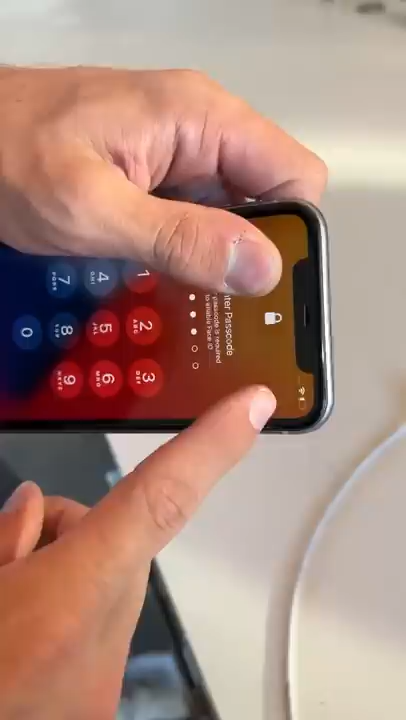 nter Passcode
passcode is required
to enable Face ID
1
2
ABC
3
DEF
4
GHI
5
JKL
6
MNO
7
PQRS
8
TUV
9
WXYZ
0